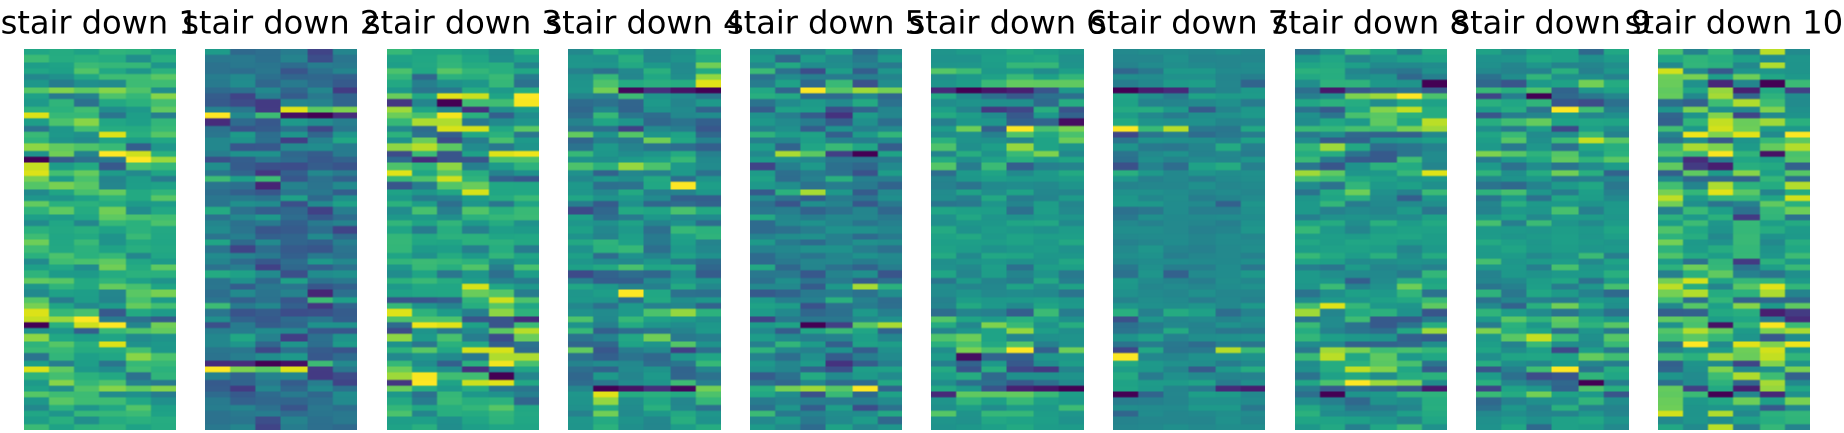 stair down 1
stair down 2
stair down 3
stair down 4
stair down 5
stair down 6
stair down 7
stair down 8
stair down 9
stair down 10